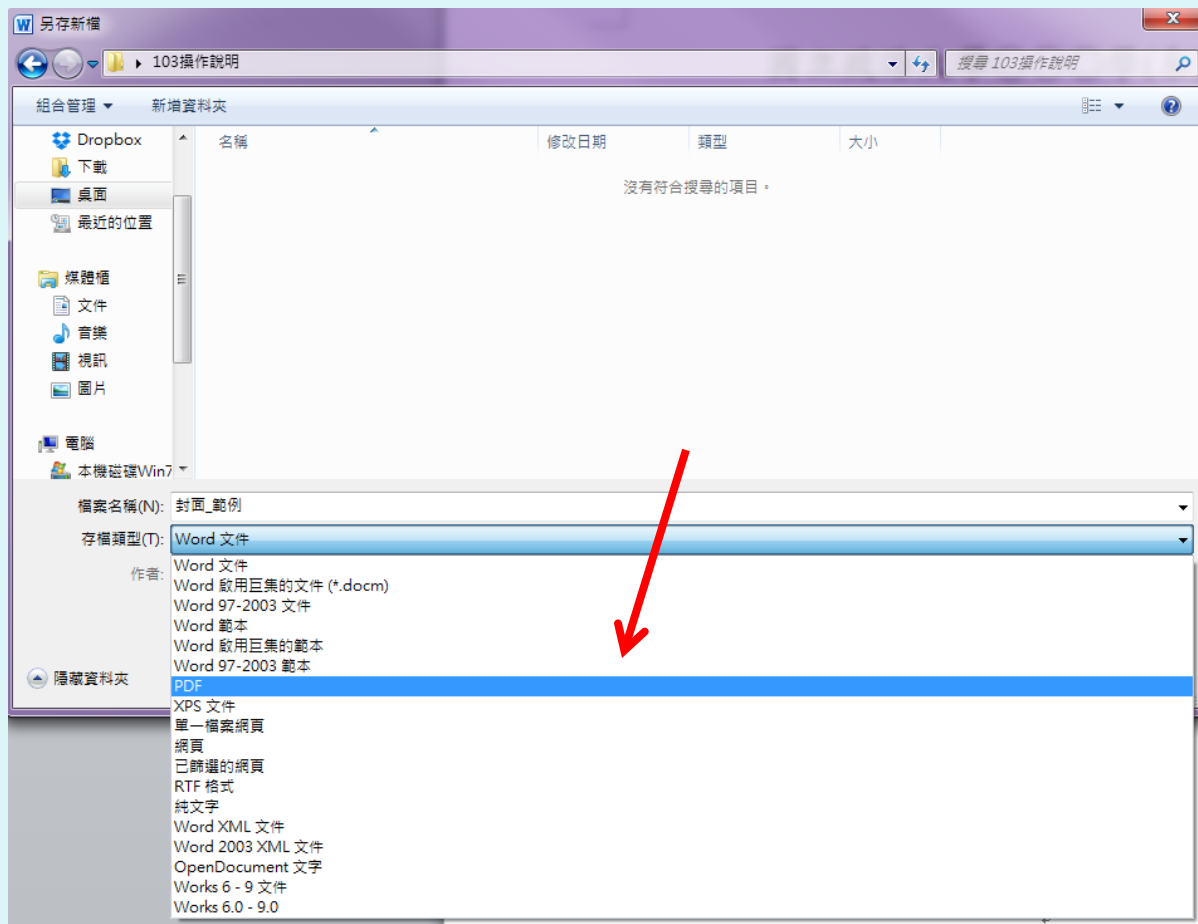 另存新檔
103操作說明
搜尋 103操作說明
組合管理
新增資料夾
Dropbox
下載
桌面
最近的位置
媒體櫃
文件
音樂
視訊
圖片
電腦
本機磁碟Win7
名稱
修改日期
類型
大小
沒有符合搜尋的項目。
檔案名稱(N): 封面_範例
存檔類型(T): Word 文件
作者:
隱藏資料夾
Word 文件
Word 啟用巨集的文件 (*.docm)
Word 97-2003 文件
Word 範本
Word 啟用巨集的範本
Word 97-2003 範本
PDF
XPS 文件
單一檔案網頁
網頁
已篩選的網頁
RTF 格式
純文字
Word XML 文件
Word 2003 XML 文件
OpenDocument 文字
Works 6 - 9 文件
Works 6.0 - 9.0